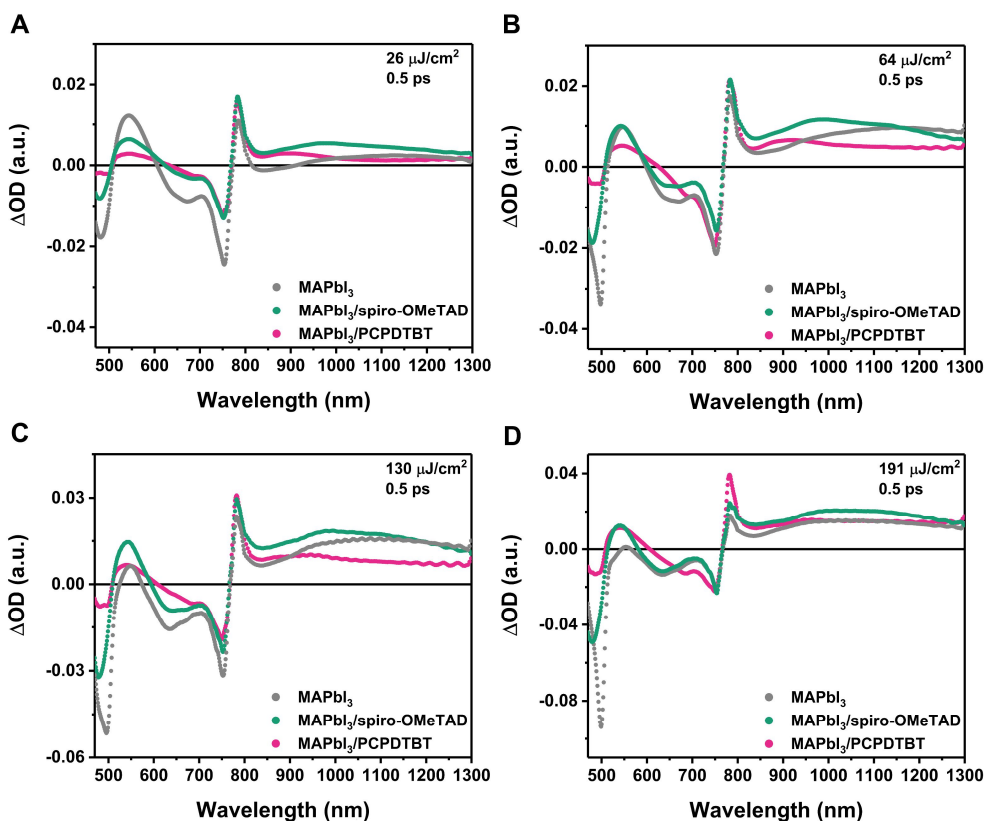 A
26 μJ/cm²
0.5 ps
0.02
0.00
-0.02
-0.04
ΔOD (a.u.)
MAPbI₃
MAPbI₃/spiro-OMeTAD
MAPbI₃/PCPDTBT
500 600 700 800 900 1000 1100 1200 1300
Wavelength (nm)
B
64 μJ/cm²
0.5 ps
0.02
0.00
-0.02
-0.04
ΔOD (a.u.)
MAPbI₃
MAPbI₃/spiro-OMeTAD
MAPbI₃/PCPDTBT
500 600 700 800 900 1000 1100 1200 1300
Wavelength (nm)
C
130 μJ/cm²
0.5 ps
0.03
0.00
-0.03
-0.06
ΔOD (a.u.)
MAPbI₃
MAPbI₃/spiro-OMeTAD
MAPbI₃/PCPDTBT
500 600 700 800 900 1000 1100 1200 1300
Wavelength (nm)
D
191 μJ/cm²
0.5 ps
0.04
0.00
-0.04
-0.08
ΔOD (a.u.)
MAPbI₃
MAPbI₃/spiro-OMeTAD
MAPbI₃/PCPDTBT
500 600 700 800 900 1000 1100 1200 1300
Wavelength (nm)